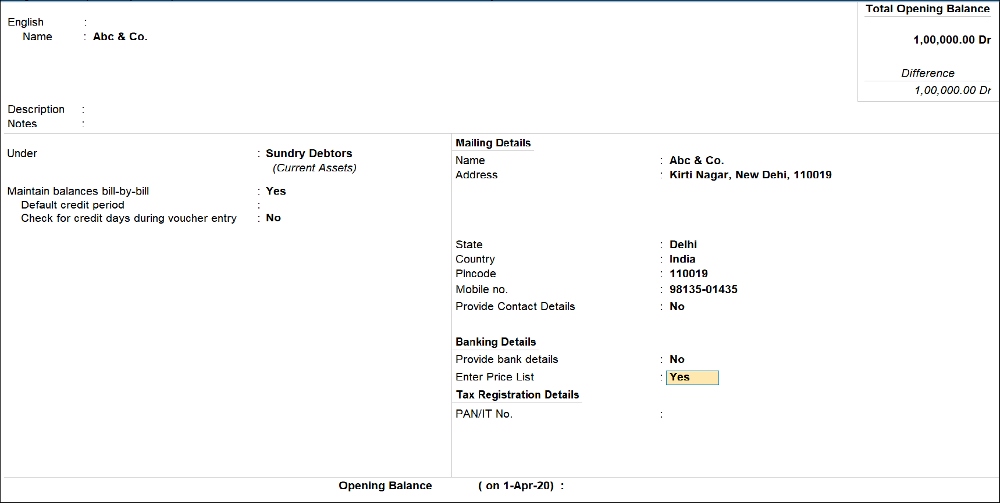 Total Opening Balance
English :
Name : Abc & Co.
1,00,000.00 Dr
Difference
1,00,000.00 Dr
Description :
Notes :
Under : Sundry Debtors
(Current Assets)
Maintain balances bill-by-bill : Yes
Default credit period :
Check for credit days during voucher entry : No
Mailing Details
Name : Abc & Co.
Address : Kirti Nagar, New Dehi, 110019
State : Delhi
Country : India
Pincode : 110019
Mobile no. : 98135-01435
Provide Contact Details : No
Banking Details
Provide bank details : No
Enter Price List : Yes
Tax Registration Details
PAN/IT No. :
Opening Balance ( on 1-Apr-20) :